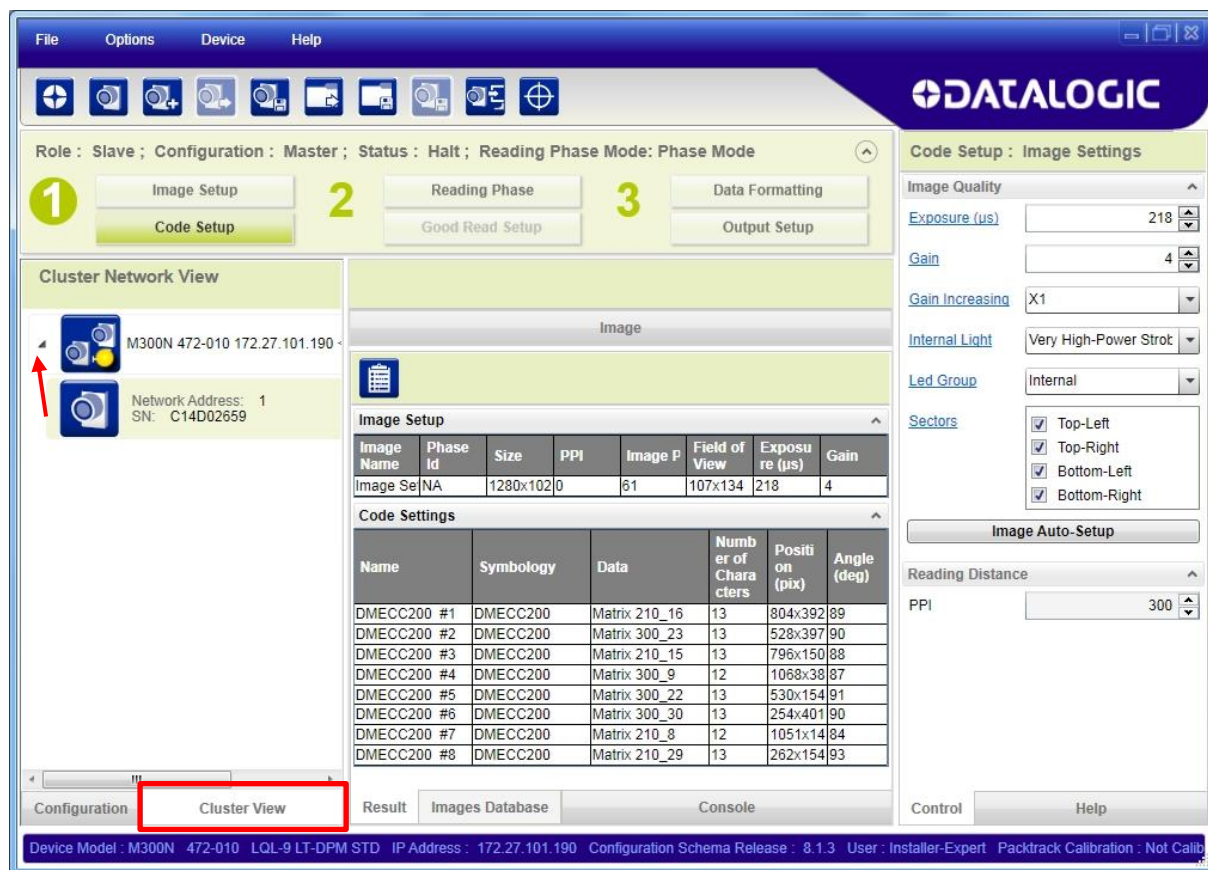 File Options Device Help
DATALOGIC
Role : Slave ; Configuration : Master ; Status : Halt ; Reading Phase Mode: Phase Mode
1 Image Setup 2 Reading Phase 3 Data Formatting
Code Setup Good Read Setup Output Setup
Cluster Network View
M300N 472-010 172.27.101.190 <
Network Address: 1
SN: C14D02659
Configuration Cluster View
Image
Image Setup
Image Name Phase Id Size PPI Image P Field of View Exposu re (µs) Gain
Image Set NA 1280x102 0 61 107x134 218 4
Code Settings
Name Symbology Data Numb er of Chara cters Positi on (pix) Angle (deg)
DMECC200 #1 DMECC200 Matrix 210_16 13 804x392 89
DMECC200 #2 DMECC200 Matrix 300_23 13 528x397 90
DMECC200 #3 DMECC200 Matrix 210_15 13 796x150 88
DMECC200 #4 DMECC200 Matrix 300_9 12 1068x38 87
DMECC200 #5 DMECC200 Matrix 300_22 13 530x154 91
DMECC200 #6 DMECC200 Matrix 300_30 13 254x401 90
DMECC200 #7 DMECC200 Matrix 210_8 12 1051x14 84
DMECC200 #8 DMECC200 Matrix 210_29 13 262x154 93
Result Images Database Console
Code Setup : Image Settings
Image Quality
Exposure (µs) 218
Gain 4
Gain Increasing X1
Internal Light Very High-Power Strob
Led Group Internal
Sectors Top-Left
Top-Right
Bottom-Left
Bottom-Right
Image Auto-Setup
Reading Distance
PPI 300
Control Help
Device Model : M300N 472-010 LQL-9 LT-DPM STD IP Address : 172.27.101.190 Configuration Schema Release : 8.1.3 User : Installer-Expert Packtrack Calibration : Not Calib